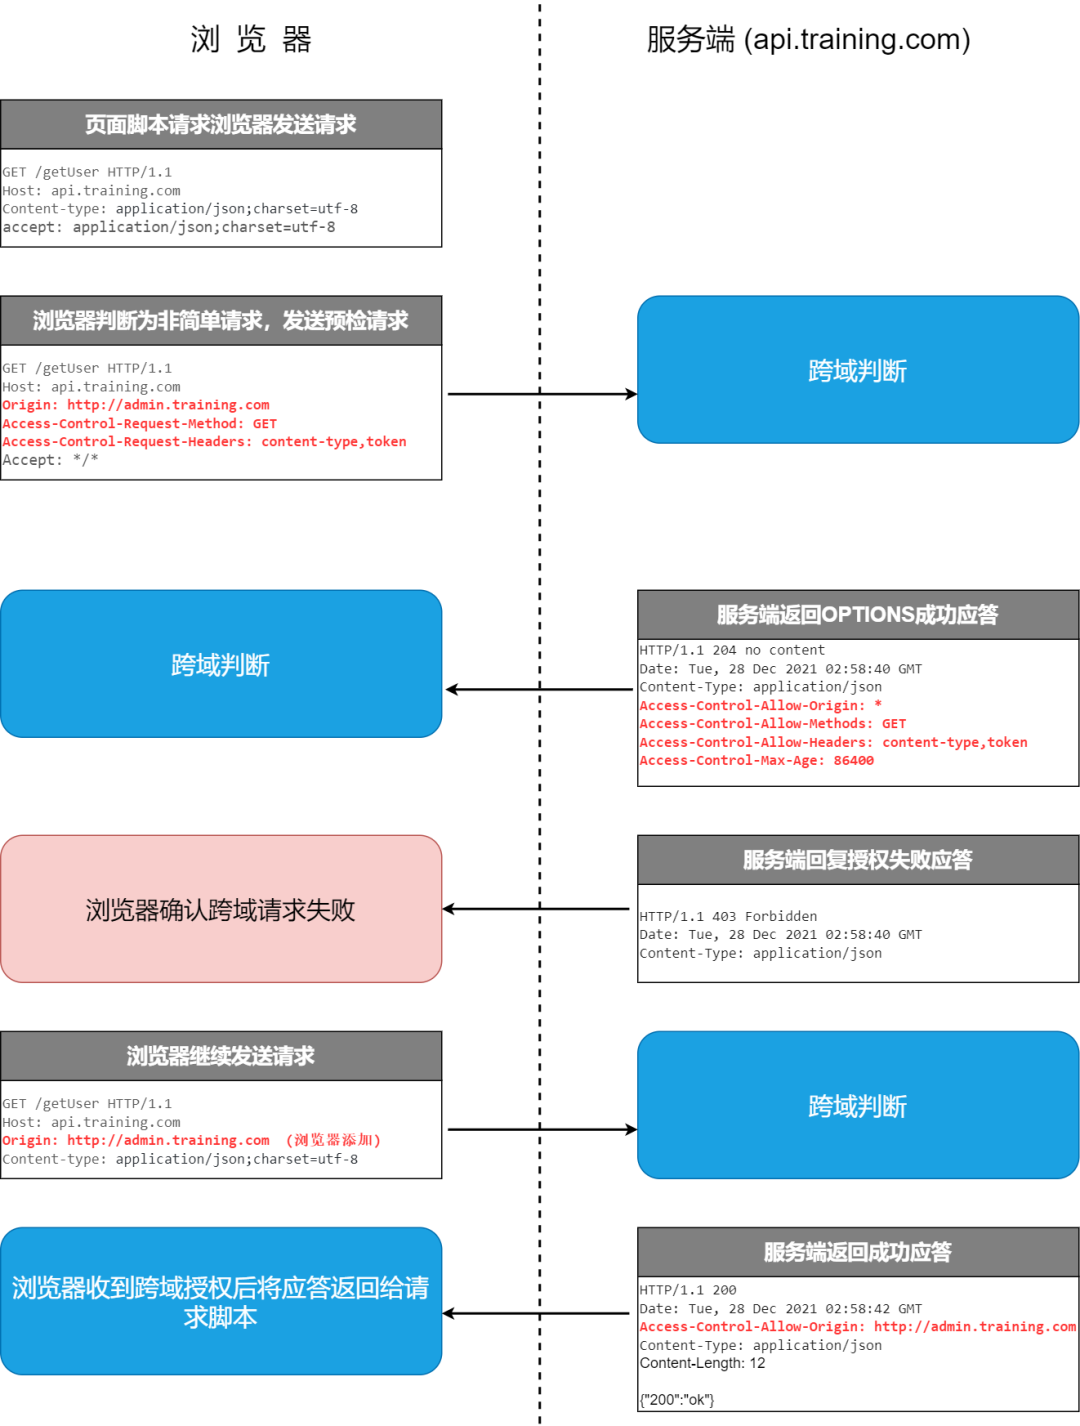 浏 览 器
服务端 (api.training.com)
页面脚本请求浏览器发送请求
GET /getUser HTTP/1.1
Host: api.training.com
Content-type: application/json;charset=utf-8
accept: application/json;charset=utf-8
浏览器判断为非简单请求，发送预检请求
GET /getUser HTTP/1.1
Host: api.training.com
Origin: http://admin.training.com
Access-Control-Request-Method: GET
Access-Control-Request-Headers: content-type,token
Accept: */*
跨域判断
跨域判断
服务端返回OPTIONS成功应答
HTTP/1.1 204 no content
Date: Tue, 28 Dec 2021 02:58:40 GMT
Content-Type: application/json
Access-Control-Allow-Origin: *
Access-Control-Allow-Methods: GET
Access-Control-Allow-Headers: content-type,token
Access-Control-Max-Age: 86400
浏览器确认跨域请求失败
服务端回复授权失败应答
HTTP/1.1 403 Forbidden
Date: Tue, 28 Dec 2021 02:58:40 GMT
Content-Type: application/json
浏览器继续发送请求
GET /getUser HTTP/1.1
Host: api.training.com
Origin: http://admin.training.com （浏览器添加）
Content-type: application/json;charset=utf-8
跨域判断
浏览器收到跨域授权后将应答返回给请
求脚本
服务端返回成功应答
HTTP/1.1 200
Date: Tue, 28 Dec 2021 02:58:42 GMT
Access-Control-Allow-Origin: http://admin.training.com
Content-Type: application/json
Content-Length: 12
{"200":"ok"}